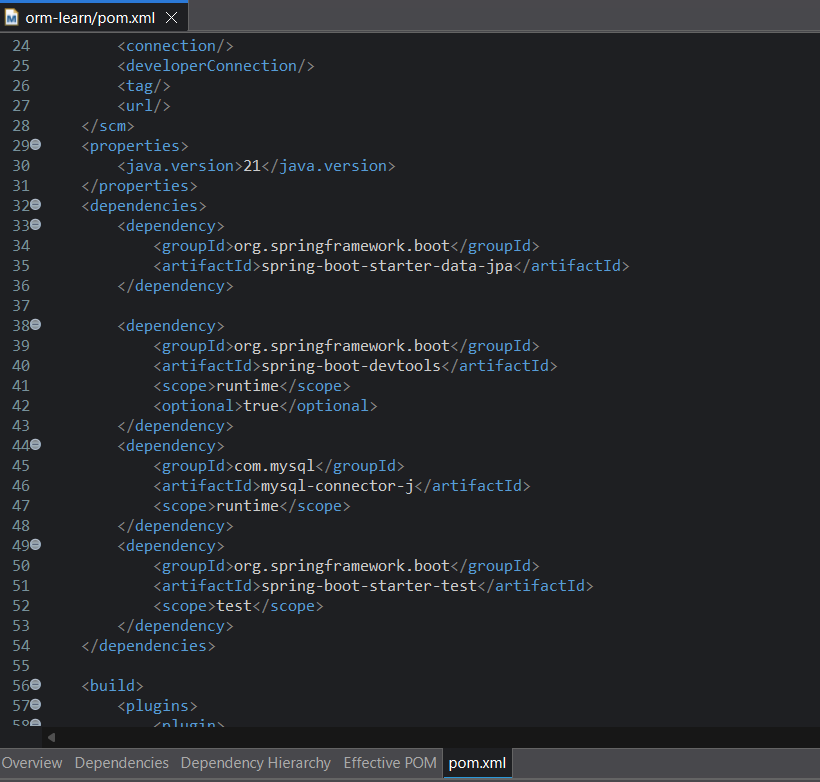 M orm-learn/pom.xml
24 <connection/>
25 <developerConnection/>
26 <tag/>
27 <url/>
28 </scm>
29 <properties>
30 <java.version>21</java.version>
31 </properties>
32 <dependencies>
33 <dependency>
34 <groupId>org.springframework.boot</groupId>
35 <artifactId>spring-boot-starter-data-jpa</artifactId>
36 </dependency>
37
38 <dependency>
39 <groupId>org.springframework.boot</groupId>
40 <artifactId>spring-boot-devtools</artifactId>
41 <scope>runtime</scope>
42 <optional>true</optional>
43 </dependency>
44 <dependency>
45 <groupId>com.mysql</groupId>
46 <artifactId>mysql-connector-j</artifactId>
47 <scope>runtime</scope>
48 </dependency>
49 <dependency>
50 <groupId>org.springframework.boot</groupId>
51 <artifactId>spring-boot-starter-test</artifactId>
52 <scope>test</scope>
53 </dependency>
54 </dependencies>
55
56 <build>
57 <plugins>
58 <plugin>
Overview Dependencies Dependency Hierarchy Effective POM pom.xml